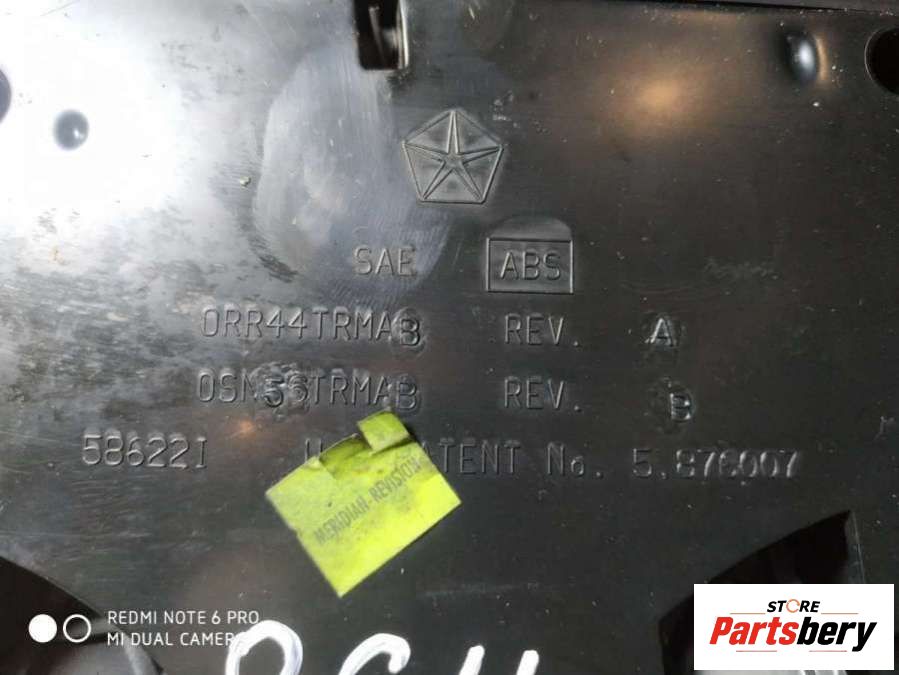 SAE ABS
0RR44TRMAB REV. A
0SN56TRMAB REV. B
586221 U. PATENT No. 5,876007
MERIDIAN-REVISION
REDMI NOTE 6 PRO
MI DUAL CAMERA
STORE
Partsbery